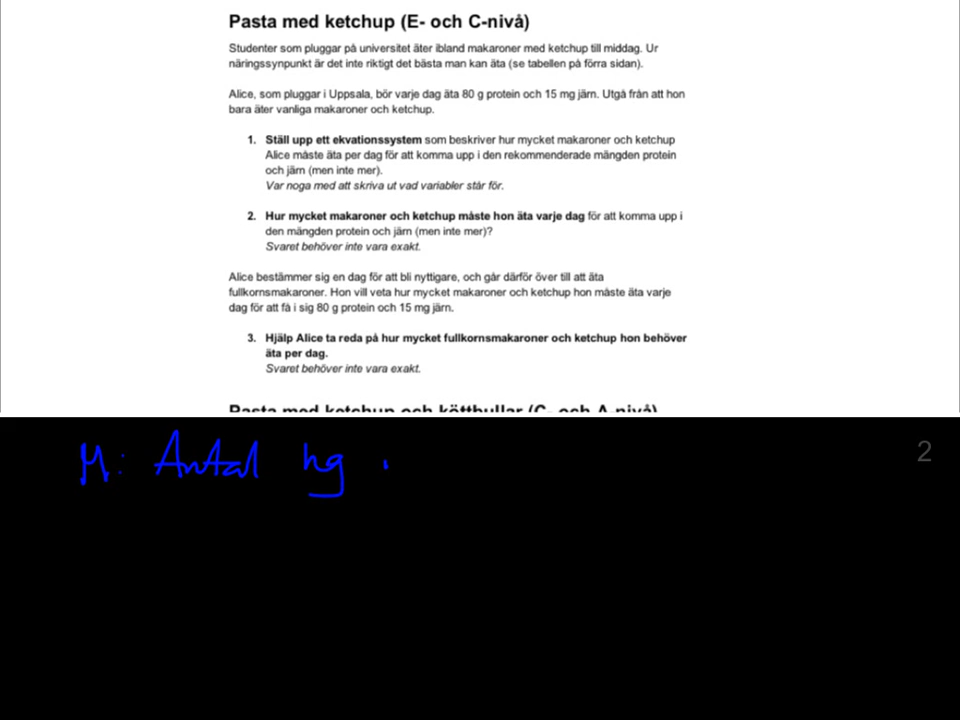 Pasta med ketchup (E- och C-nivå)
Studenter som pluggar på universitet äter ibland makaroner med ketchup till middag. Ur
näringssynpunkt är det inte riktigt det bästa man kan äta (se tabellen på förra sidan).
Alice, som pluggar i Uppsala, bör varje dag äta 80 g protein och 15 mg järn. Utgå från att hon
bara äter vanliga makaroner och ketchup.
1. Ställ upp ett ekvationssystem som beskriver hur mycket makaroner och ketchup
Alice måste äta per dag för att komma upp i den rekommenderade mängden protein
och järn (men inte mer).
Var noga med att skriva ut vad variabler står för.
2. Hur mycket makaroner och ketchup måste hon äta varje dag för att komma upp i
den mängden protein och järn (men inte mer)?
Svaret behöver inte vara exakt.
Alice bestämmer sig en dag för att bli nyttigare, och går därför över till att äta
fullkornsmakaroner. Hon vill veta hur mycket makaroner och ketchup hon måste äta varje
dag för att få i sig 80 g protein och 15 mg järn.
3. Hjälp Alice ta reda på hur mycket fullkornsmakaroner och ketchup hon behöver
äta per dag.
Svaret behöver inte vara exakt.
Pasta med ketchup och köttbullar (C- och A-nivå)
M: Antal hg
2